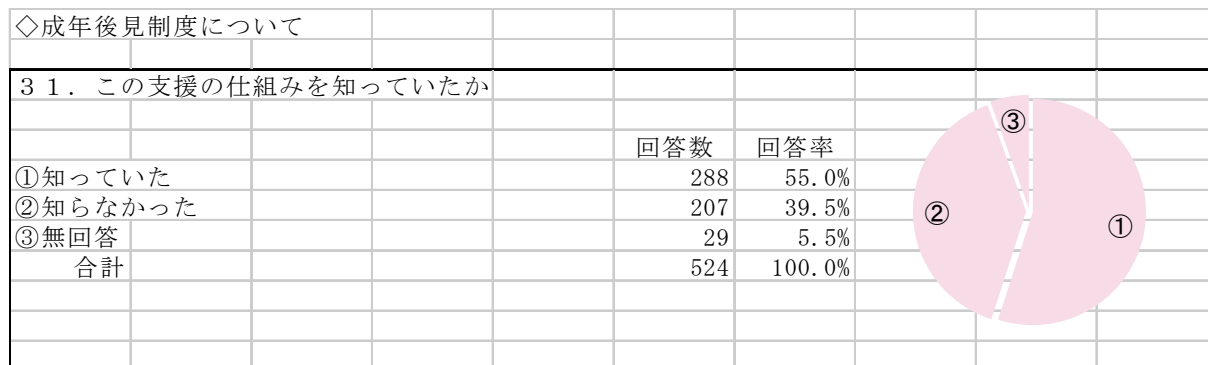 ◇成年後見制度について
31．この支援の仕組みを知っていたか
回答数 回答率
①知っていた 288 55.0%
②知らなかった 207 39.5%
③無回答 29 5.5%
合計 524 100.0%
③
②
①